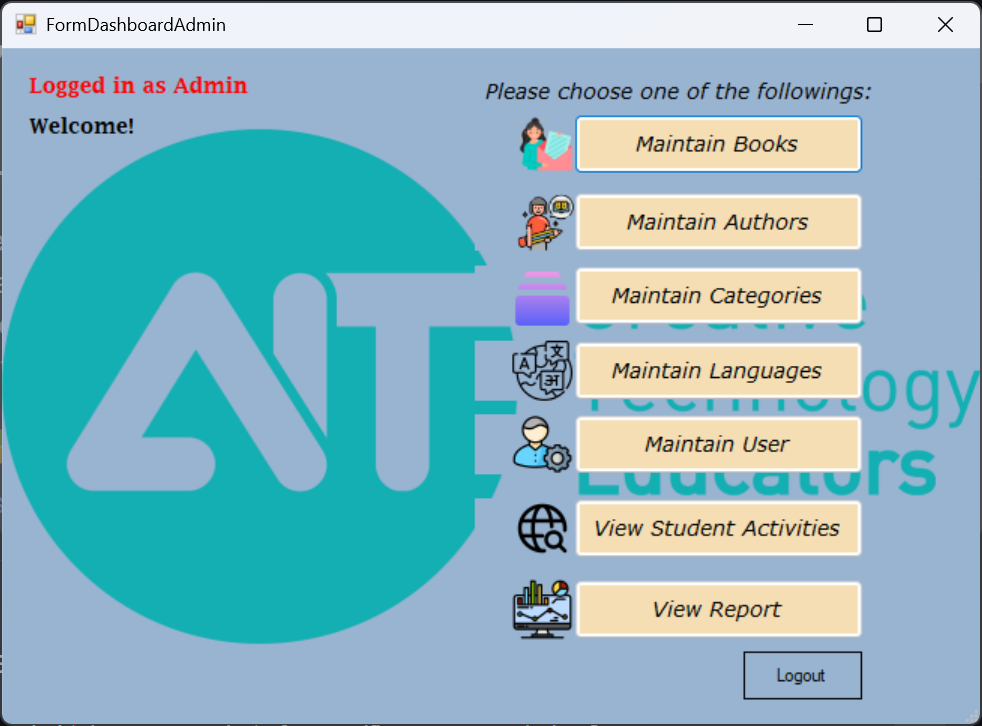 FormDashboardAdmin
Logged in as Admin
Welcome!
Please choose one of the followings:
Maintain Books
Maintain Authors
Maintain Categories
Maintain Languages
Maintain User
View Student Activities
View Report
Logout
AIT
Creative
Technology
Educators